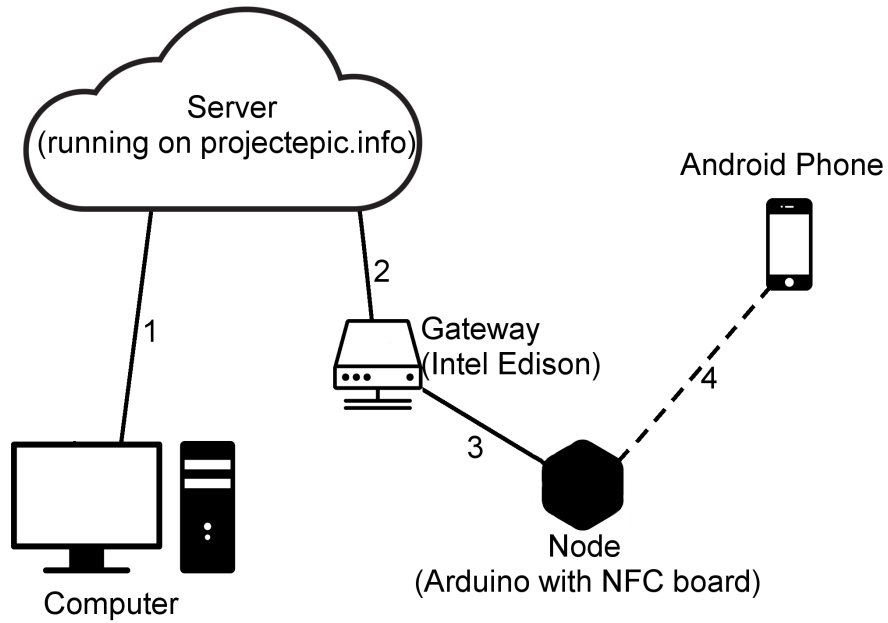 Server
(running on projectepic.info)
Android Phone
2
1
Gateway
(Intel Edison)
4
3
Node
(Arduino with NFC board)
Computer